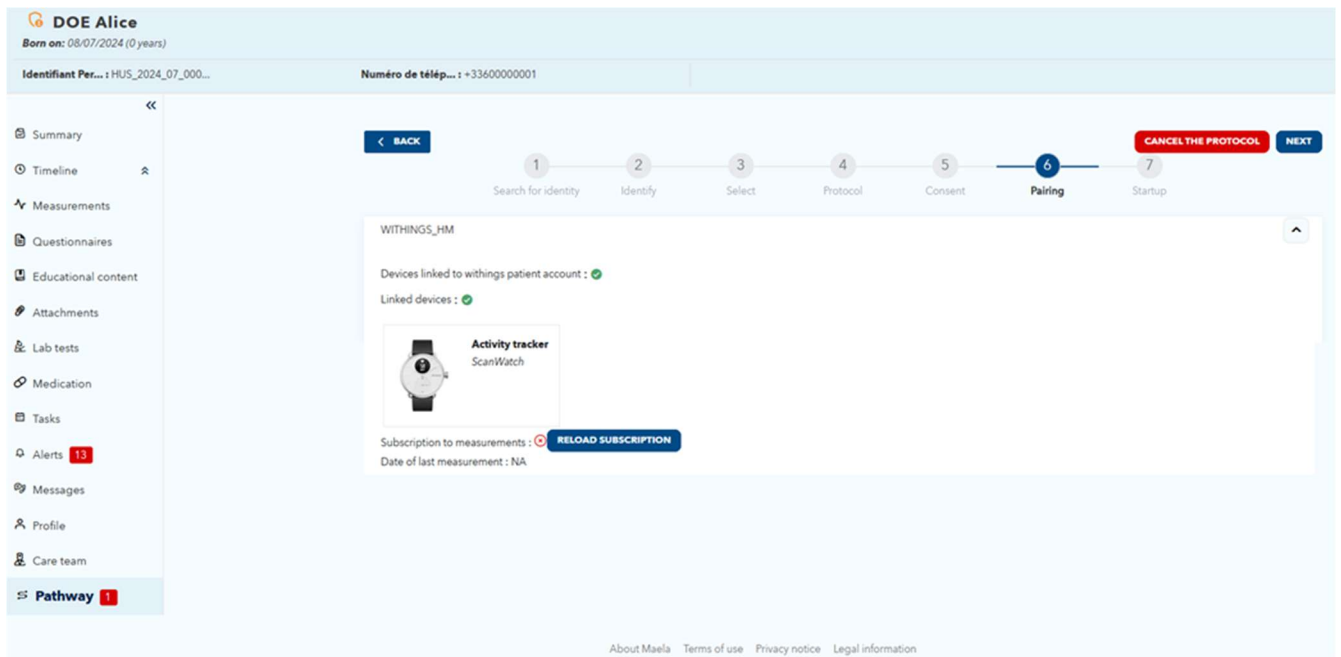 DOE Alice
Born on: 08/07/2024 (0 years)
Identifiant Per... : HUS_2024_07_000...
Numéro de télép... : +33600000001
«
Summary
Timeline
Measurements
Questionnaires
Educational content
Attachments
Lab tests
Medication
Tasks
Alerts 13
Messages
Profile
Care team
Pathway 1
< BACK
CANCEL THE PROTOCOL
NEXT
1 2 3 4 5 6 7
Search for identity Identify Select Protocol Consent Pairing Startup
WITHINGS_HM
Devices linked to withings patient account :
Linked devices :
Activity tracker
ScanWatch
Subscription to measurements : RELOAD SUBSCRIPTION
Date of last measurement : NA
About Maela Terms of use Privacy notice Legal information